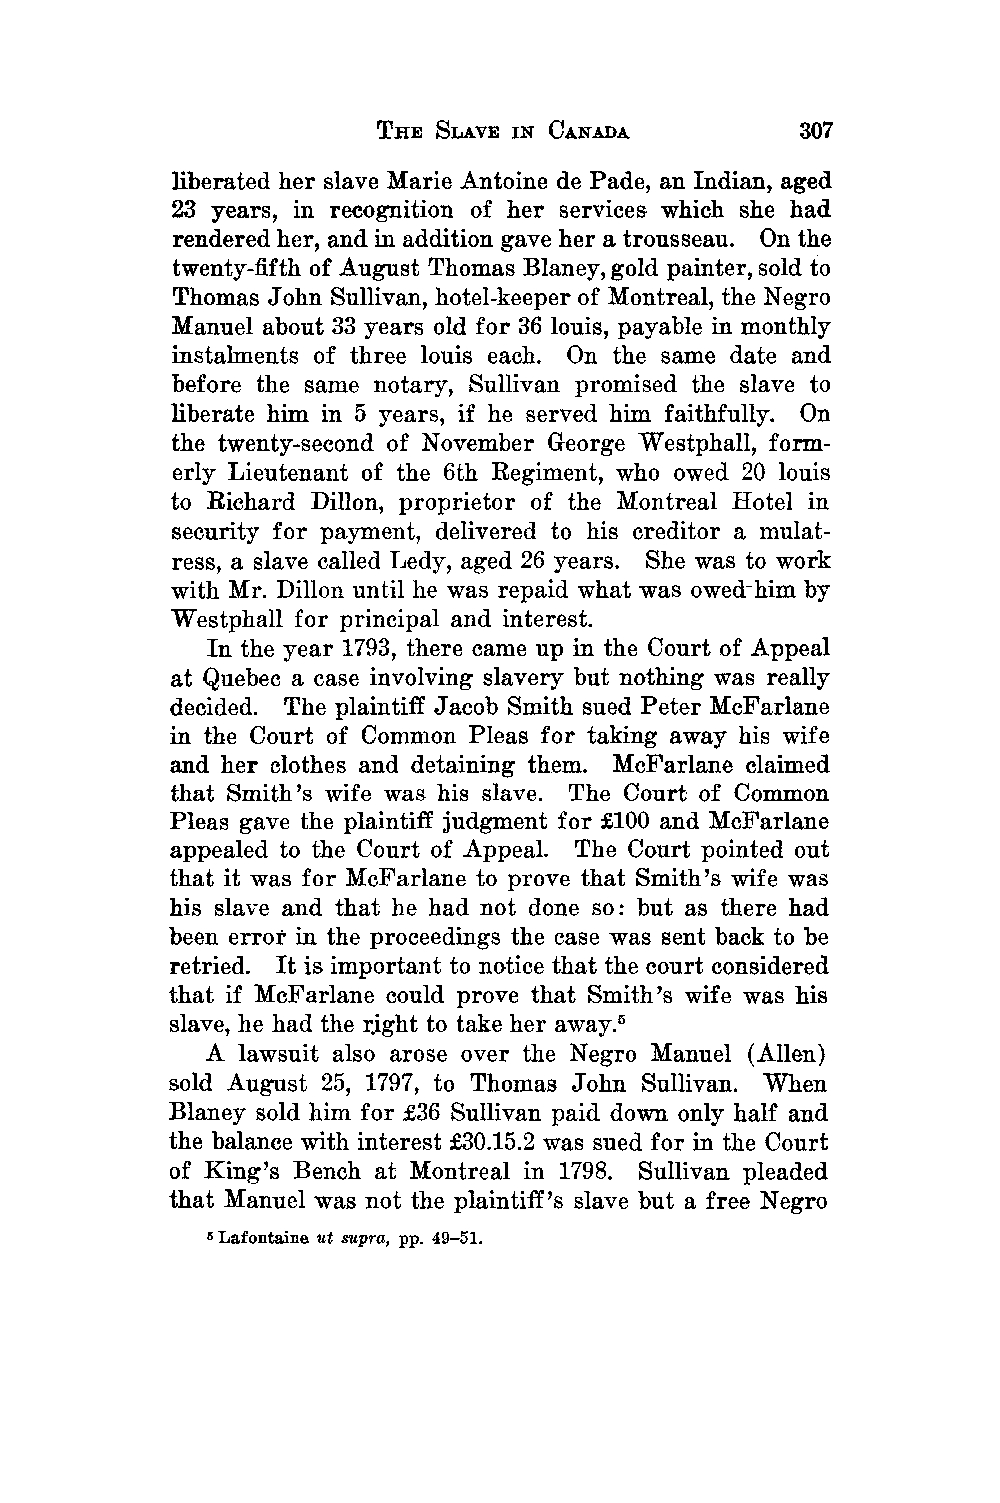 THE SLAVE IN CANADA 307
liberated her slave Marie Antoine de Pade, an Indian, aged
23 years, in recognition of her services which she had
rendered her, and in addition gave her a trousseau. On the
twenty-fifth of August Thomas Blaney, gold painter, sold to
Thomas John Sullivan, hotel-keeper of Montreal, the Negro
Manuel about 33 years old for 36 louis, payable in monthly
instalments of three louis each. On the same date and
before the same notary, Sullivan promised the slave to
liberate him in 5 years, if he served him faithfully. On
the twenty-second of November George Westphall, form-
erly Lieutenant of the 6th Regiment, who owed 20 louis
to Richard Dillon, proprietor of the Montreal Hotel in
security for payment, delivered to his creditor a mulat-
ress, a slave called Ledy, aged 26 years. She was to work
with Mr. Dillon until he was repaid what was owed-him by
Westphall for principal and interest.
In the year 1793, there came up in the Court of Appeal
at Quebec a case involving slavery but nothing was really
decided. The plaintiff Jacob Smith sued Peter McFarlane
in the Court of Common Pleas for taking away his wife
and her clothes and detaining them. McFarlane claimed
that Smith's wife was his slave. The Court of Common
Pleas gave the plaintiff judgment for £100 and McFarlane
appealed to the Court of Appeal. The Court pointed out
that it was for McFarlane to prove that Smith's wife was
his slave and that he had not done so: but as there had
been error in the proceedings the case was sent back to be
retried. It is important to notice that the court considered
that if McFarlane could prove that Smith's wife was his
slave, he had the right to take her away.⁵
A lawsuit also arose over the Negro Manuel (Allen)
sold August 25, 1797, to Thomas John Sullivan. When
Blaney sold him for £36 Sullivan paid down only half and
the balance with interest £30.15.2 was sued for in the Court
of King's Bench at Montreal in 1798. Sullivan pleaded
that Manuel was not the plaintiff's slave but a free Negro
⁵ Lafontaine ut supra, pp. 49–51.